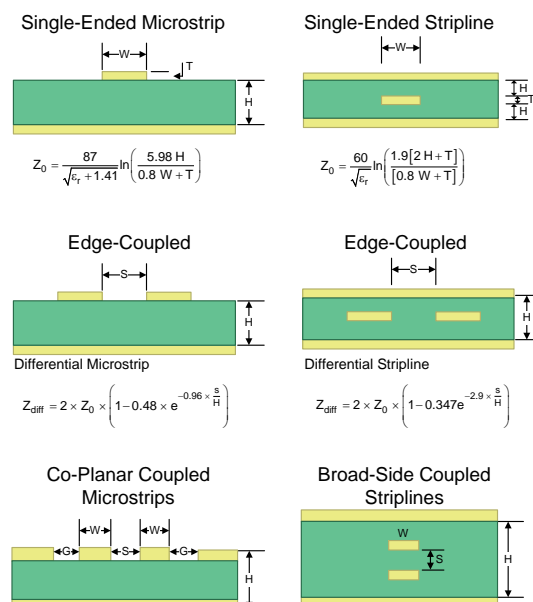 Single-Ended Microstrip
W
T
H
Z₀ = 87 / √(εr + 1.41) ln( 5.98 H / 0.8 W + T )
Single-Ended Stripline
W
H
T
H
Z₀ = 60 / √εr ln( 1.9[2 H + T] / [0.8 W + T] )
Edge-Coupled
S
H
Differential Microstrip
Zdiff = 2 × Z₀ × ( 1 − 0.48 × e^(−0.96 × s/H) )
Edge-Coupled
S
H
Differential Stripline
Zdiff = 2 × Z₀ × ( 1 − 0.347e^(−2.9 × s/H) )
Co-Planar Coupled
Microstrips
W W
G S G
H
Broad-Side Coupled
Striplines
W
S
H